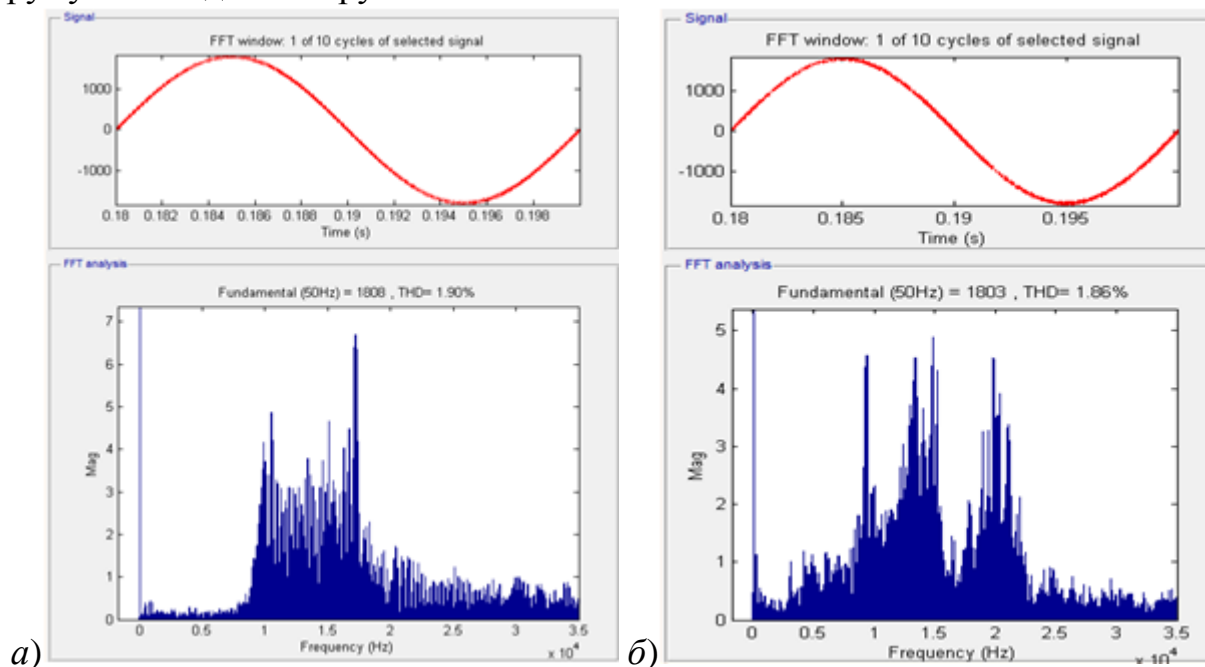 Signal
FFT window: 1 of 10 cycles of selected signal
1000
0
-1000
0.18 0.182 0.184 0.186 0.188 0.19 0.192 0.194 0.196 0.198
Time (s)
FFT analysis
Fundamental (50Hz) = 1808 , THD= 1.90%
7
6
5
4
3
2
1
0
Mag
0 0.5 1 1.5 2 2.5 3 3.5
Frequency (Hz)
x 10⁴
а)
Signal
FFT window: 1 of 10 cycles of selected signal
1000
0
-1000
0.18 0.185 0.19 0.195
Time (s)
FFT analysis
Fundamental (50Hz) = 1803 , THD= 1.86%
5
4
3
2
1
0
Mag
0 0.5 1 1.5 2 2.5 3 3.5
Frequency (Hz)
x 10⁴
б)